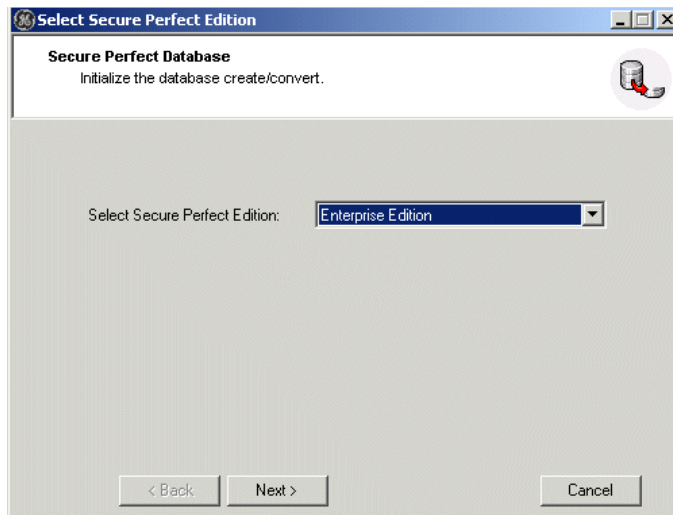 Select Secure Perfect Edition
Secure Perfect Database
Initialize the database create/convert.
Select Secure Perfect Edition: Enterprise Edition
< Back Next > Cancel